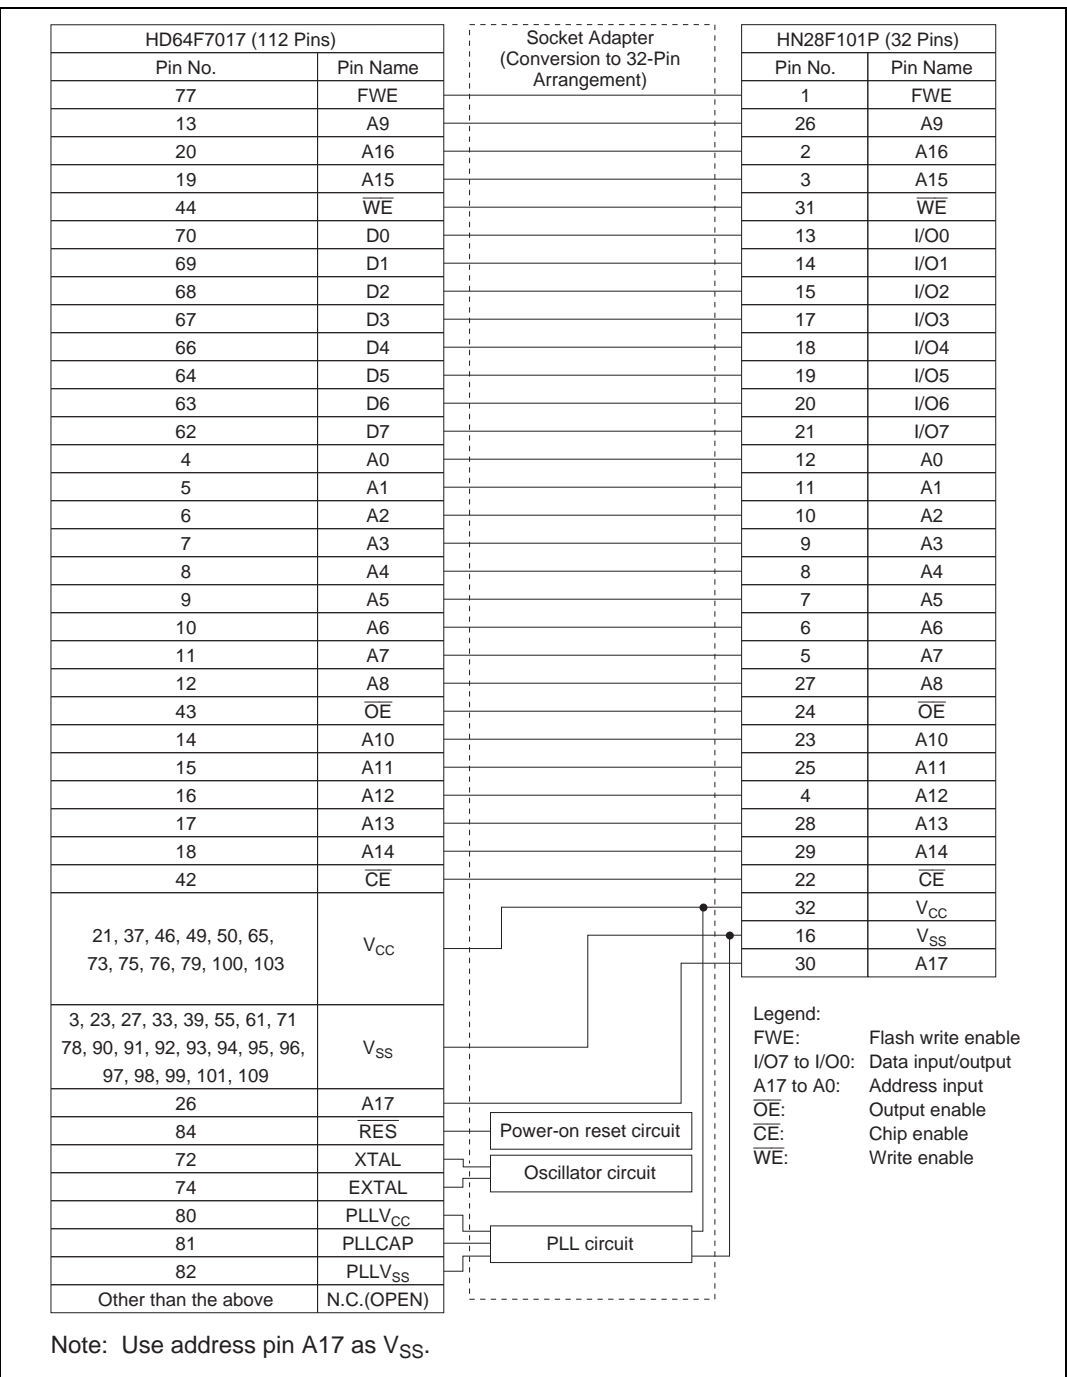 HD64F7017 (112 Pins) Socket Adapter HN28F101P (32 Pins)
Pin No. Pin Name (Conversion to 32-Pin Pin No. Pin Name
Arrangement)
77 FWE 1 FWE
13 A9 26 A9
20 A16 2 A16
19 A15 3 A15
44 W̅E̅ 31 W̅E̅
70 D0 13 I/O0
69 D1 14 I/O1
68 D2 15 I/O2
67 D3 17 I/O3
66 D4 18 I/O4
64 D5 19 I/O5
63 D6 20 I/O6
62 D7 21 I/O7
4 A0 12 A0
5 A1 11 A1
6 A2 10 A2
7 A3 9 A3
8 A4 8 A4
9 A5 7 A5
10 A6 6 A6
11 A7 5 A7
12 A8 27 A8
43 O̅E̅ 24 O̅E̅
14 A10 23 A10
15 A11 25 A11
16 A12 4 A12
17 A13 28 A13
18 A14 29 A14
42 C̅E̅ 22 C̅E̅
32 VCC
21, 37, 46, 49, 50, 65, VCC 16 VSS
73, 75, 76, 79, 100, 103 30 A17
3, 23, 27, 33, 39, 55, 61, 71
78, 90, 91, 92, 93, 94, 95, 96, VSS
97, 98, 99, 101, 109
26 A17
84 R̅E̅S̅ Power-on reset circuit
72 XTAL Oscillator circuit
74 EXTAL
80 PLLVCC
81 PLLCAP PLL circuit
82 PLLVSS
Other than the above N.C.(OPEN)
Legend:
FWE: Flash write enable
I/O7 to I/O0: Data input/output
A17 to A0: Address input
O̅E̅: Output enable
C̅E̅: Chip enable
W̅E̅: Write enable
Note: Use address pin A17 as VSS.